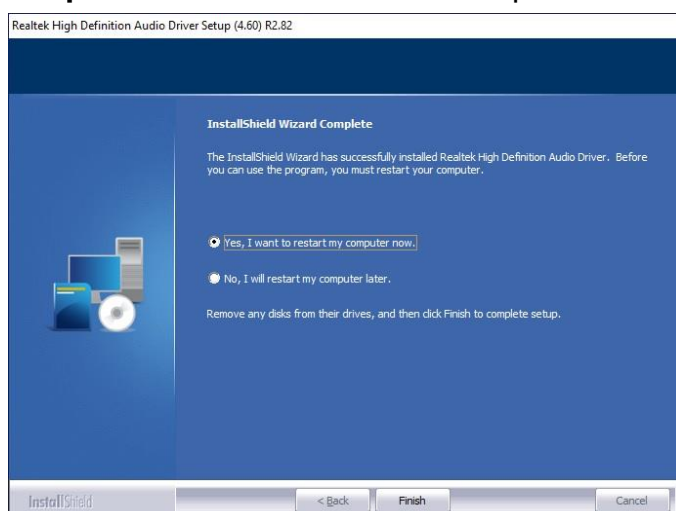 Realtek High Definition Audio Driver Setup (4.60) R2.82
InstallShield Wizard Complete
The InstallShield Wizard has successfully installed Realtek High Definition Audio Driver. Before
you can use the program, you must restart your computer.
Yes, I want to restart my computer now.
No, I will restart my computer later.
Remove any disks from their drives, and then click Finish to complete setup.
InstallShield
< Back
Finish
Cancel